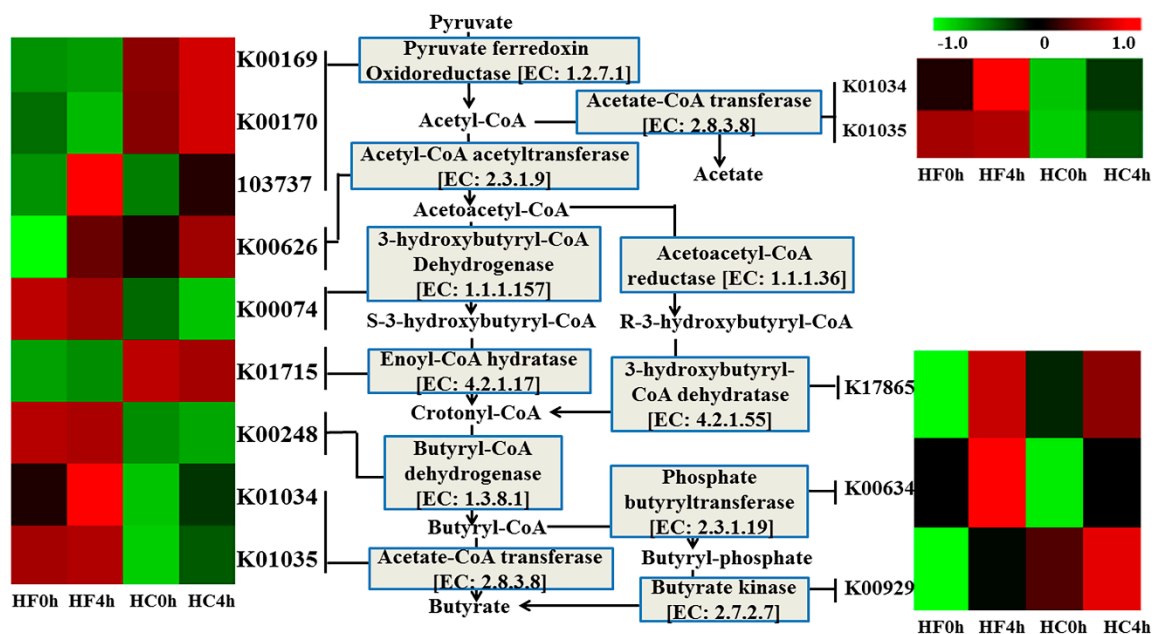 Pyruvate
K00169
K00170
103737
K00626
K00074
K01715
K00248
K01034
K01035
HF0h HF4h HC0h HC4h
Pyruvate ferredoxin
Oxidoreductase [EC: 1.2.7.1]
Acetyl-CoA
Acetate-CoA transferase
[EC: 2.8.3.8]
Acetate
Acetyl-CoA acetyltransferase
[EC: 2.3.1.9]
Acetoacetyl-CoA
3-hydroxybutyryl-CoA
Dehydrogenase
[EC: 1.1.1.157]
Acetoacetyl-CoA
reductase [EC: 1.1.1.36]
S-3-hydroxybutyryl-CoA
R-3-hydroxybutyryl-CoA
Enoyl-CoA hydratase
[EC: 4.2.1.17]
3-hydroxybutyryl-
CoA dehydratase
[EC: 4.2.1.55]
Crotonyl-CoA
Butyryl-CoA
dehydrogenase
[EC: 1.3.8.1]
Phosphate
butyryltransferase
[EC: 2.3.1.19]
Butyryl-CoA
Butyryl-phosphate
Acetate-CoA transferase
[EC: 2.8.3.8]
Butyrate kinase
[EC: 2.7.2.7]
Butyrate
-1.0 0 1.0
K01034
K01035
HF0h HF4h HC0h HC4h
K17865
K00634
K00929
HF0h HF4h HC0h HC4h